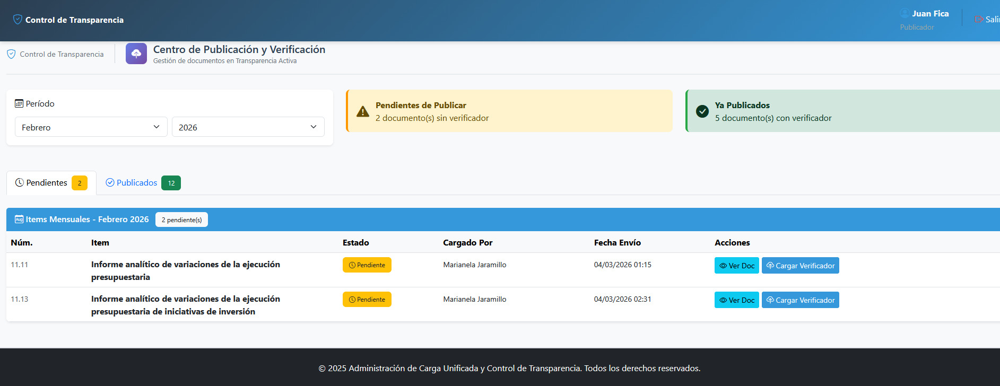 Control de Transparencia
Juan Fica
Publicador
Control de Transparencia
Centro de Publicación y Verificación
Gestión de documentos en Transparencia Activa
Período
Febrero
2026
Pendientes de Publicar
2 documento(s) sin verificador
Ya Publicados
5 documento(s) con verificador
Pendientes 2
Publicados 12
Aug Items Mensuales - Febrero 2026 2 pendiente(s)
Núm. Item Estado Cargado Por Fecha Envío Acciones
11.11 Informe analítico de variaciones de la ejecución Pendiente Marianela Jaramillo 04/03/2026 01:15 Ver Doc Cargar Verificador
presupuestaria
11.13 Informe analítico de variaciones de la ejecución Pendiente Marianela Jaramillo 04/03/2026 02:31 Ver Doc Cargar Verificador
presupuestaria de iniciativas de inversión
© 2025 Administración de Carga Unificada y Control de Transparencia. Todos los derechos reservados.